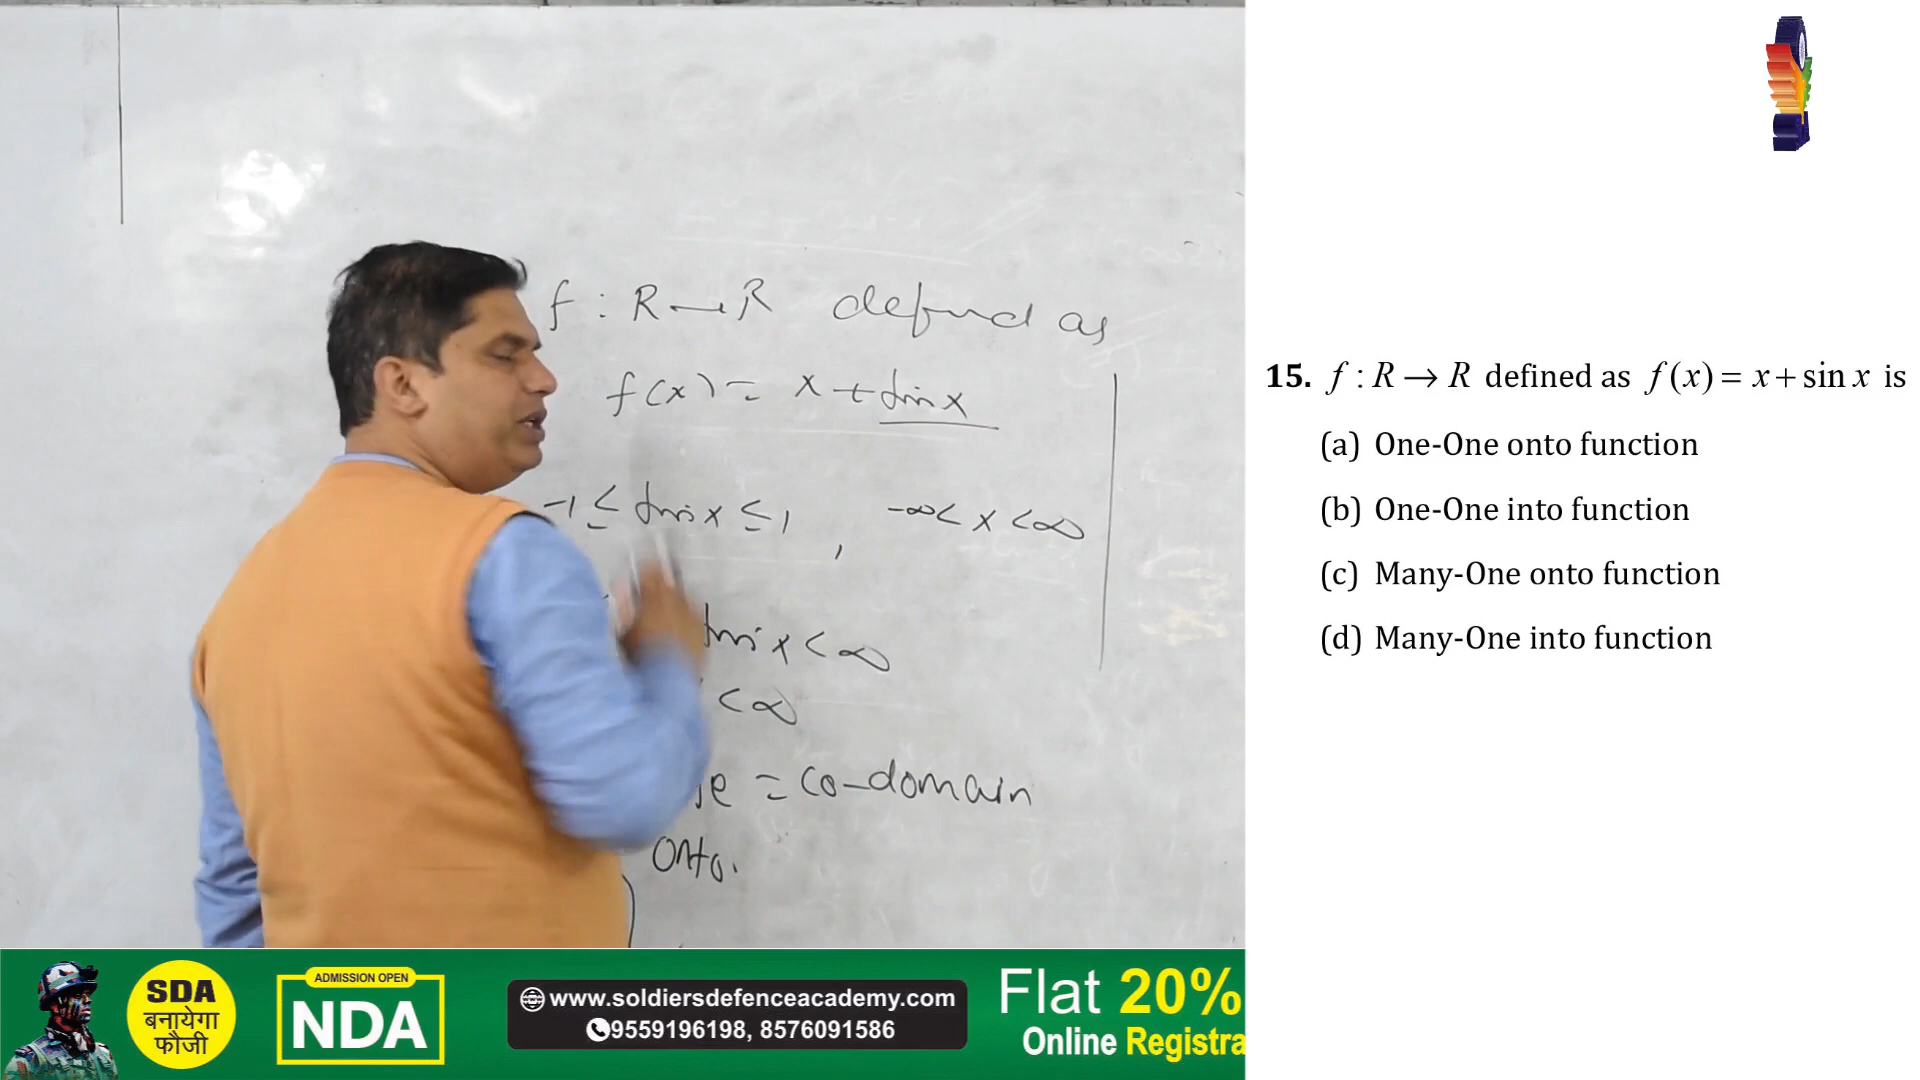 f : R → R defined as
f(x) = x + sin x
-1 ≤ sin x ≤ 1 , -∞ < x < ∞
sin x < ∞
< ∞
= co-domain
onto.
15. f : R → R defined as f(x) = x + sin x is
(a) One-One onto function
(b) One-One into function
(c) Many-One onto function
(d) Many-One into function
SDA
बनायेगा
फौजी
ADMISSION OPEN
NDA
www.soldiersdefenceacademy.com
9559196198, 8576091586
Flat 20%
Online Registra